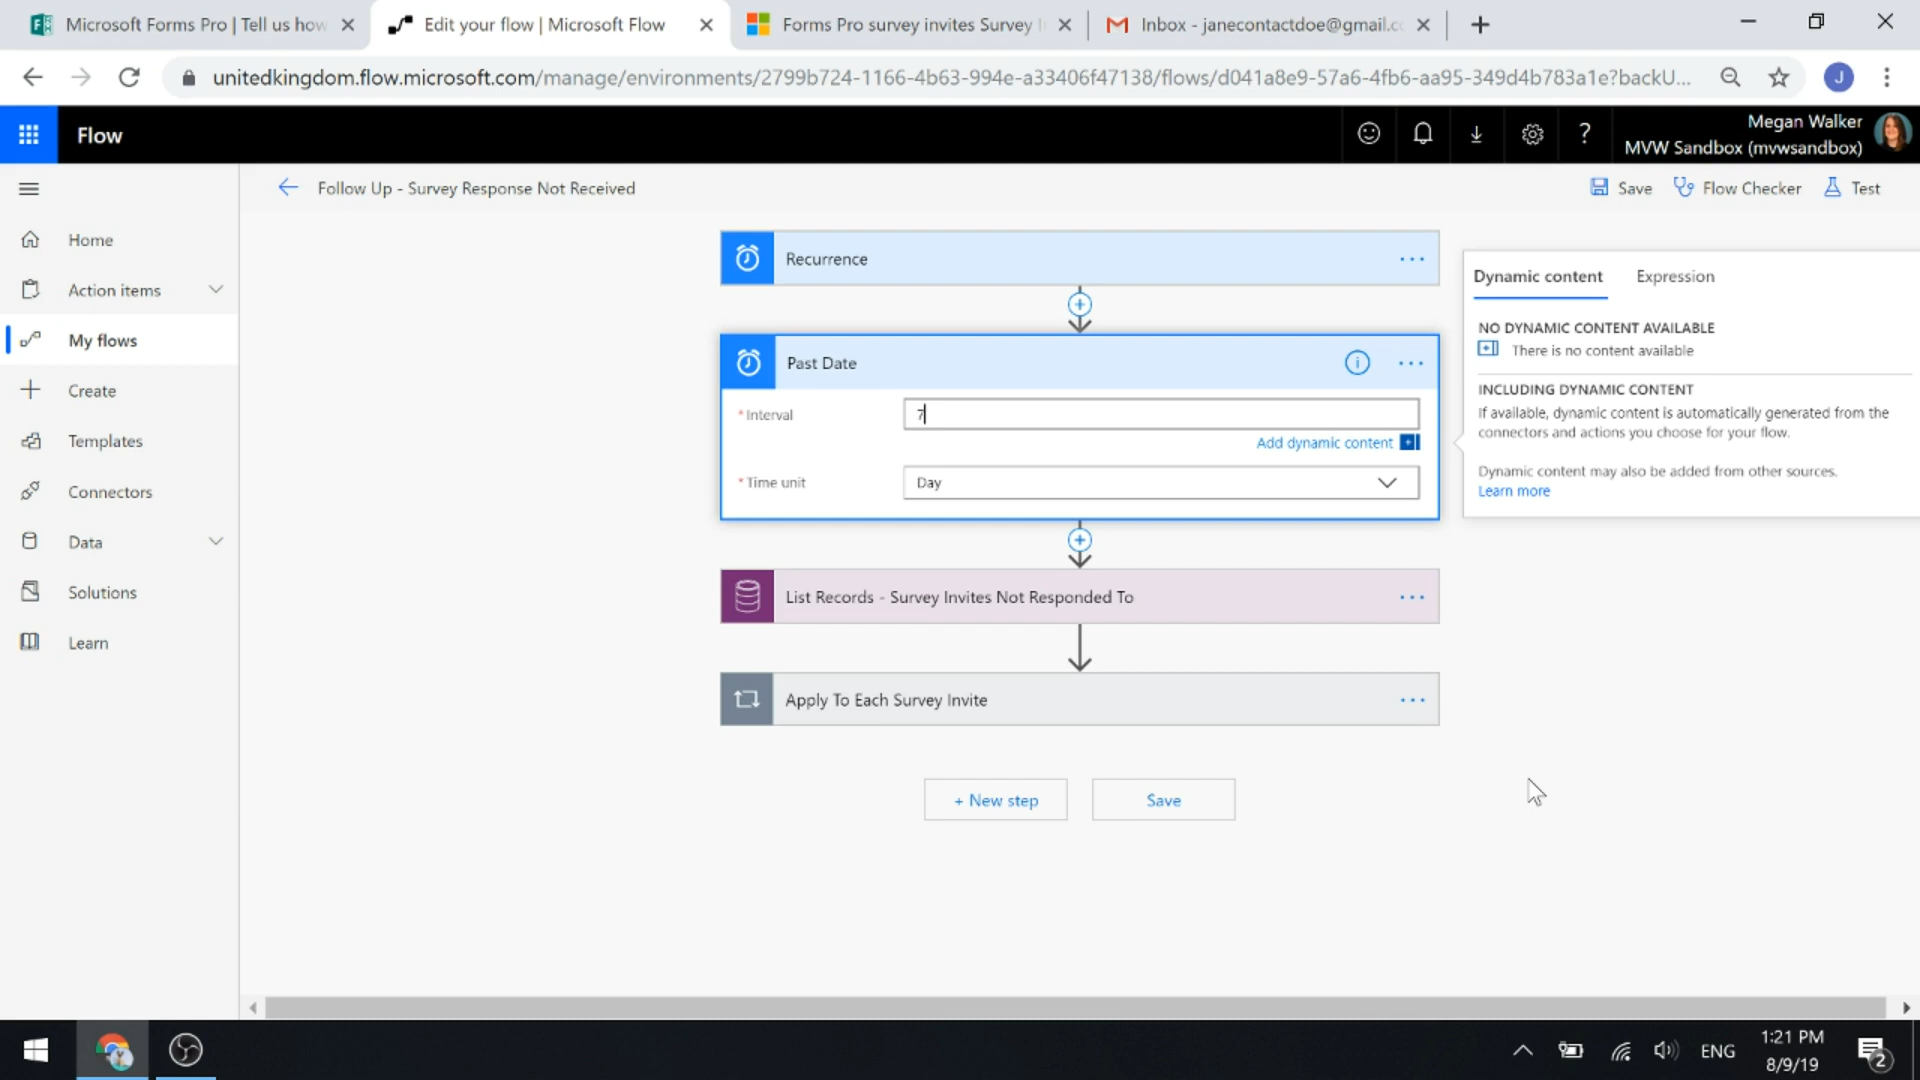 Microsoft Forms Pro | Tell us how
Edit your flow | Microsoft Flow
Forms Pro survey invites Survey
Inbox - janecontactdoe@gmail.c
unitedkingdom.flow.microsoft.com/manage/environments/2799b724-1166-4b63-994e-a33406f47138/flows/d041a8e9-57a6-4fb6-aa95-349d4b783a1e?backU...
J
Flow
?
Megan Walker
MVW Sandbox (mvwsandbox)
Follow Up - Survey Response Not Received
Save
Flow Checker
Test
Home
Action items
My flows
Create
Templates
Connectors
Data
Solutions
Learn
Recurrence
Past Date
* Interval
7
Add dynamic content
* Time unit
Day
List Records - Survey Invites Not Responded To
Apply To Each Survey Invite
+ New step
Save
Dynamic content
Expression
NO DYNAMIC CONTENT AVAILABLE
There is no content available
INCLUDING DYNAMIC CONTENT
If available, dynamic content is automatically generated from the
connectors and actions you choose for your flow.
Dynamic content may also be added from other sources.
Learn more
ENG
1:21 PM
8/9/19
2